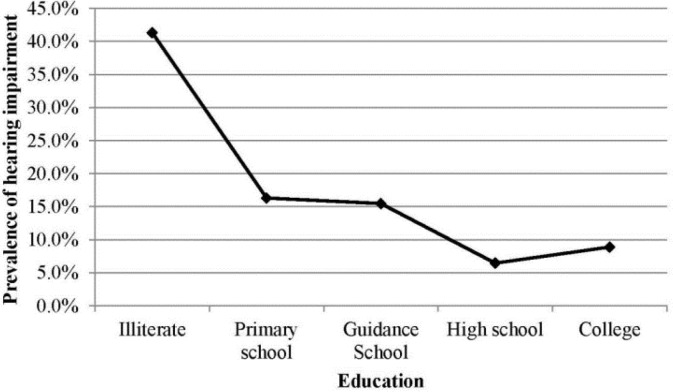 Prevalence of hearing impairment
45.0%
40.0%
35.0%
30.0%
25.0%
20.0%
15.0%
10.0%
5.0%
0.0%
Illiterate
Primary
school
Guidance
School
High school
College
Education